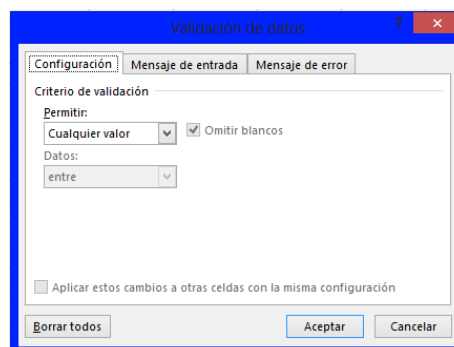 Validación de datos ?
Configuración Mensaje de entrada Mensaje de error
Criterio de validación
Permitir:
Cualquier valor Omitir blancos
Datos:
entre
Aplicar estos cambios a otras celdas con la misma configuración
Borrar todos Aceptar Cancelar